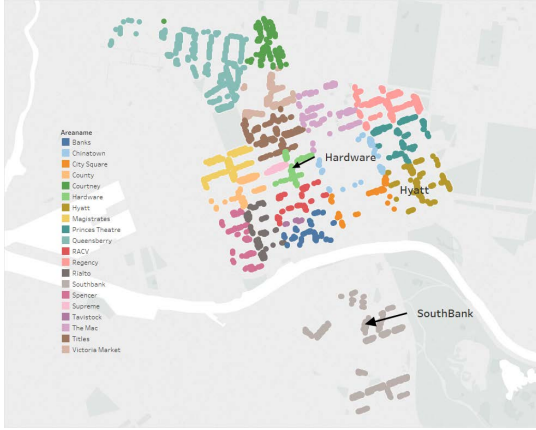 Areaname
Banks
Chinatown
City Square
County
Courtney
Hardware
Hyatt
Magistrates
Princes Theatre
Queensberry
RACV
Regency
Rialto
Southbank
Spencer
Supreme
Tavistock
The Mac
Titles
Victoria Market
Hardware
Hyatt
SouthBank